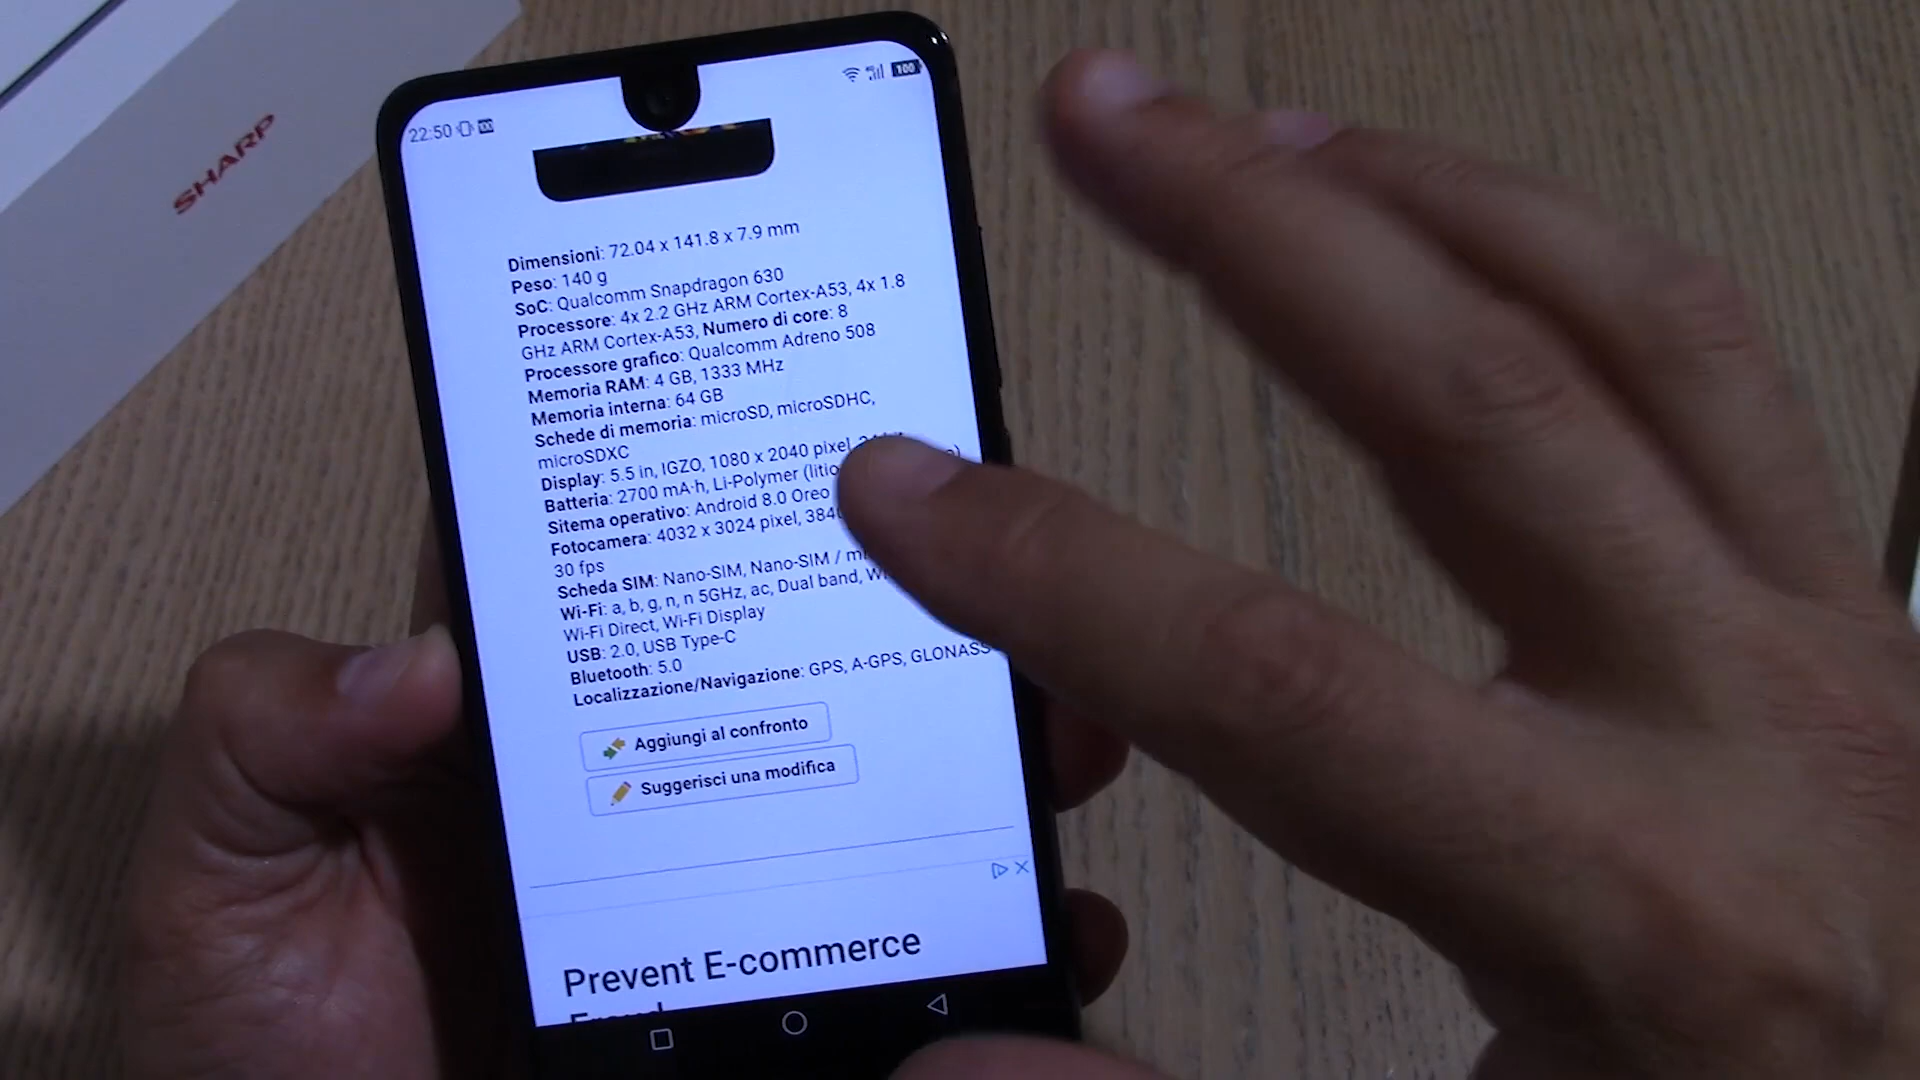 SHARP
22:50
100
Dimensioni: 72.04 x 141.8 x 7.9 mm
Peso: 140 g
SoC: Qualcomm Snapdragon 630
Processore: 4x 2.2 GHz ARM Cortex-A53, 4x 1.8
GHz ARM Cortex-A53, Numero di core: 8
Processore grafico: Qualcomm Adreno 508
Memoria RAM: 4 GB, 1333 MHz
Memoria interna: 64 GB
Schede di memoria: microSD, microSDHC,
microSDXC
Display: 5.5 in, IGZO, 1080 x 2040 pixel,
Batteria: 2700 mA·h, Li-Polymer
Sitema operativo: Android 8.0 Oreo
Fotocamera: 4032 x 3024 pixel,
30 fps
Scheda SIM: Nano-SIM, Nano-SIM /
Wi-Fi: a, b, g, n, n 5GHz, ac, Dual band,
Wi-Fi Direct, Wi-Fi Display
USB: 2.0, USB Type-C
Bluetooth: 5.0
Localizzazione/Navigazione: GPS, A-GPS, GLONASS
Aggiungi al confronto
Suggerisci una modifica
Prevent E-commerce